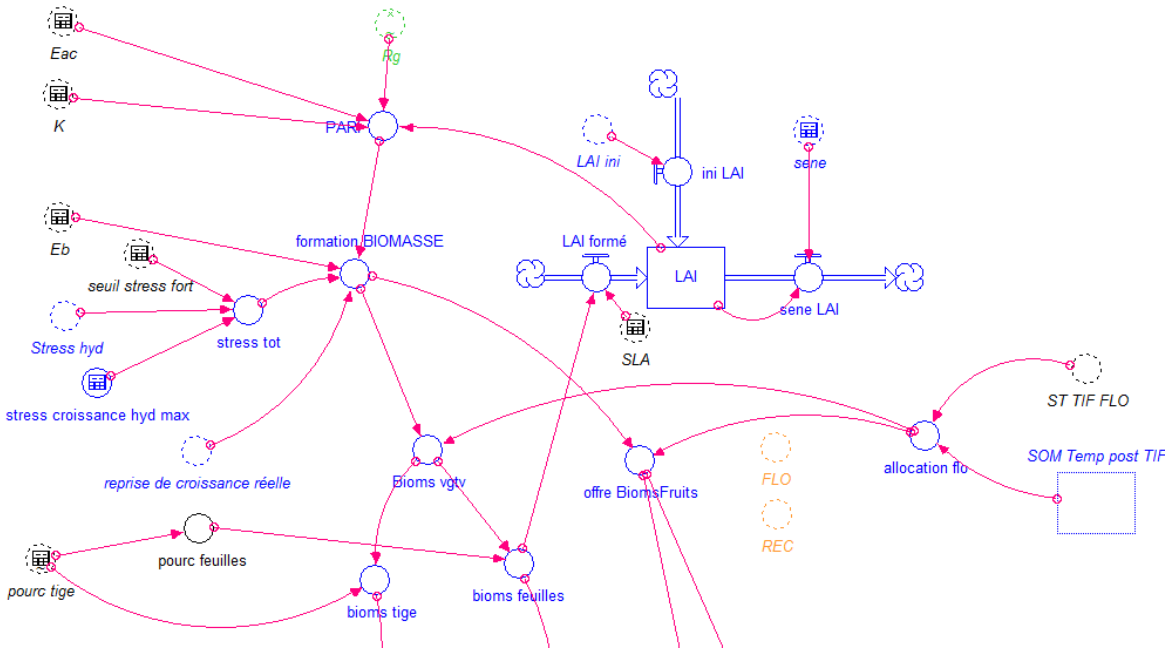 Eac
Rg
K
PARi
LAI ini
ini LAI
sene
Eb
formation BIOMASSE
LAI formé
LAI
seuil stress fort
sene LAI
Stress hyd
stress tot
SLA
stress croissance hyd max
ST TIF FLO
reprise de croissance réelle
Bioms vgtv
offre BiomsFruits
FLO
allocation flo
SOM Temp post TIF
REC
pourc feuilles
pourc tige
bioms tige
bioms feuilles